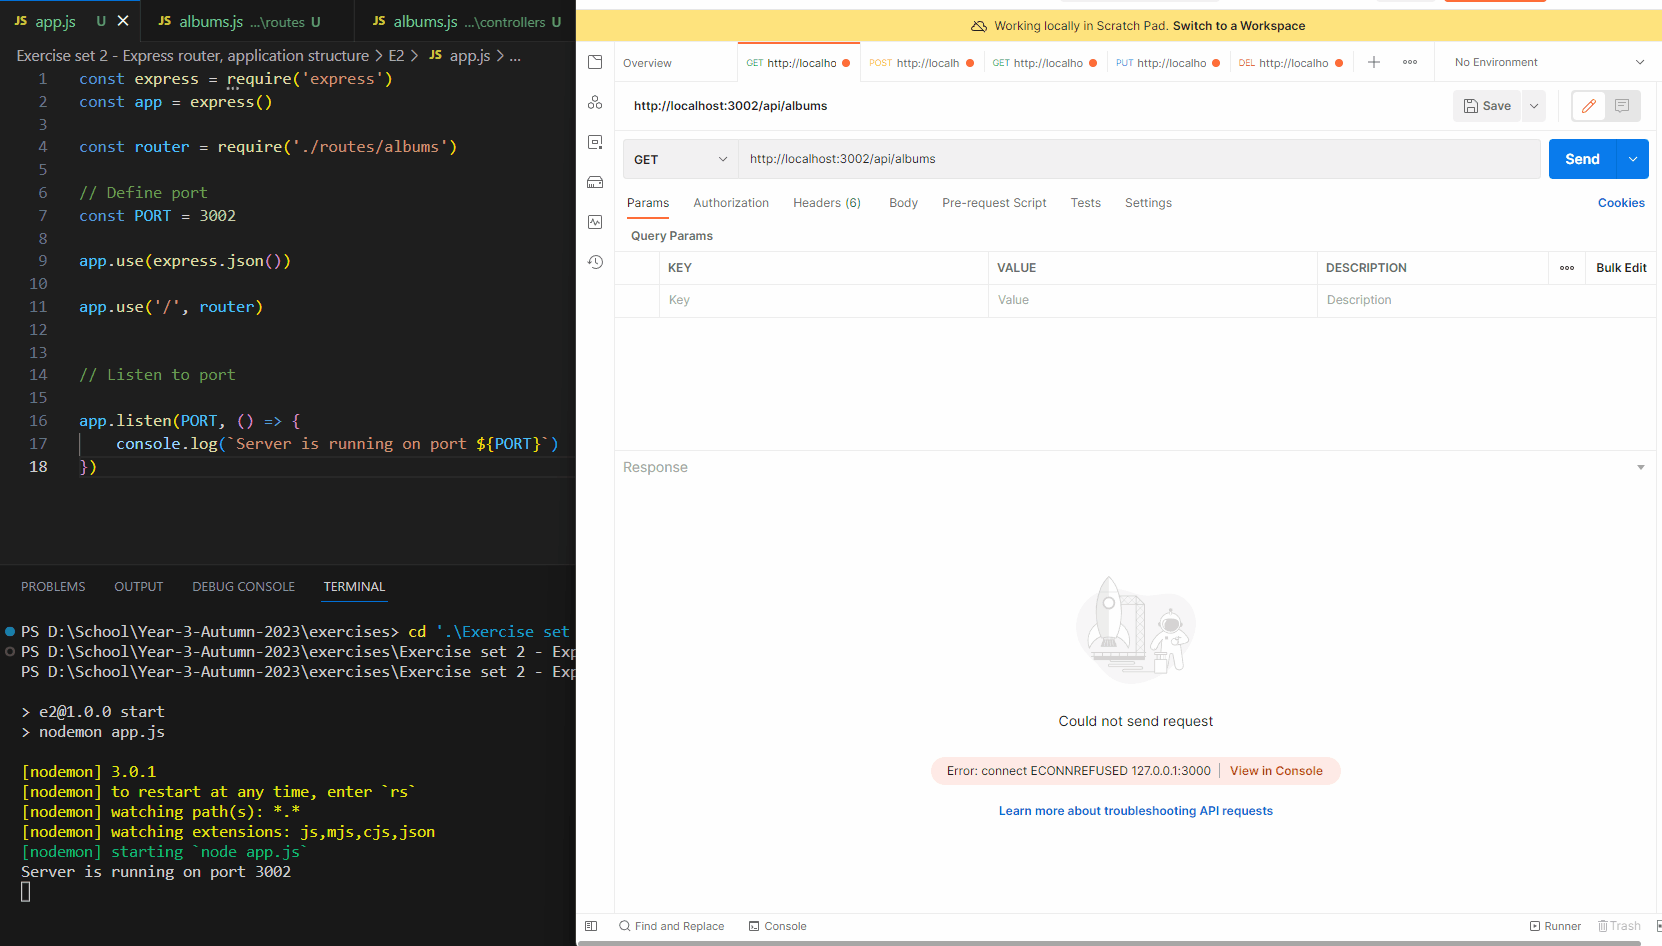 JS app.js U
JS albums.js ...\routes U
JS albums.js ...\controllers U
Exercise set 2 - Express router, application structure > E2 > JS app.js > ...
1 const express = require('express')
2 const app = express()
3
4 const router = require('./routes/albums')
5
6 // Define port
7 const PORT = 3002
8
9 app.use(express.json())
10
11 app.use('/', router)
12
13
14 // Listen to port
15
16 app.listen(PORT, () => {
17 console.log(`Server is running on port ${PORT}`)
18 })
PROBLEMS OUTPUT DEBUG CONSOLE TERMINAL
PS D:\School\Year-3-Autumn-2023\exercises> cd '.\Exercise set
PS D:\School\Year-3-Autumn-2023\exercises\Exercise set 2 - Exp
PS D:\School\Year-3-Autumn-2023\exercises\Exercise set 2 - Exp
> e2@1.0.0 start
> nodemon app.js
[nodemon] 3.0.1
[nodemon] to restart at any time, enter `rs`
[nodemon] watching path(s): *.*
[nodemon] watching extensions: js,mjs,cjs,json
[nodemon] starting `node app.js`
Server is running on port 3002
Working locally in Scratch Pad. Switch to a Workspace
Overview GET http://localho POST http://localh GET http://localho PUT http://localho DEL http://localho No Environment
http://localhost:3002/api/albums
Save
GET http://localhost:3002/api/albums Send
Params Authorization Headers (6) Body Pre-request Script Tests Settings Cookies
Query Params
KEY VALUE DESCRIPTION Bulk Edit
Key Value Description
Response
Could not send request
Error: connect ECONNREFUSED 127.0.0.1:3000 | View in Console
Learn more about troubleshooting API requests
Find and Replace Console Runner Trash